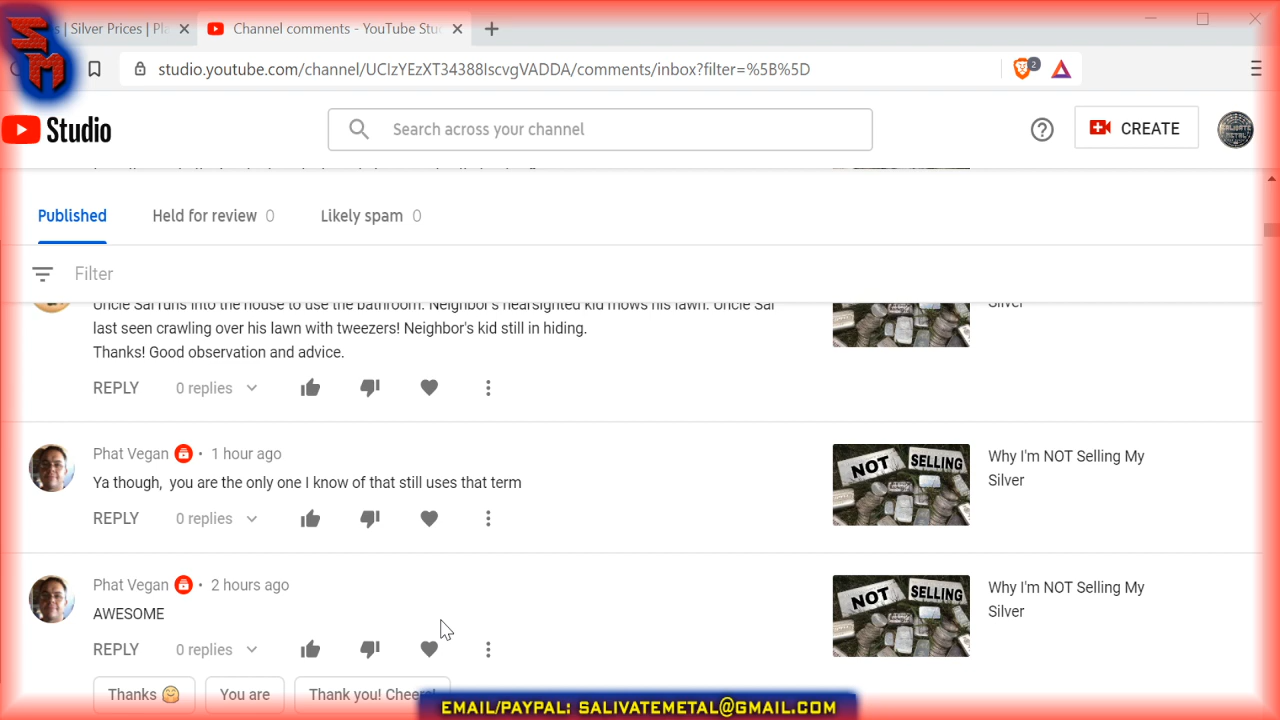 s | Silver Prices | Pla
Channel comments - YouTube Stu
SM
studio.youtube.com/channel/UCIzYEzXT34388IscvgVADDA/comments/inbox?filter=%5B%5D
2
Studio
Search across your channel
CREATE
Published
Held for review 0
Likely spam 0
Filter
Uncle Sal runs into the house to use the bathroom. Neighbor's nearsighted kid mows his lawn. Uncle Sal
last seen crawling over his lawn with tweezers! Neighbor's kid still in hiding.
Thanks! Good observation and advice.
Silver
REPLY 0 replies
Phat Vegan • 1 hour ago
Ya though, you are the only one I know of that still uses that term
REPLY 0 replies
NOT SELLING
Why I'm NOT Selling My
Silver
Phat Vegan • 2 hours ago
AWESOME
REPLY 0 replies
NOT SELLING
Why I'm NOT Selling My
Silver
Thanks 🤗
You are
Thank you! Cheers!
EMAIL/PAYPAL: SALIVATEMETAL@GMAIL.COM